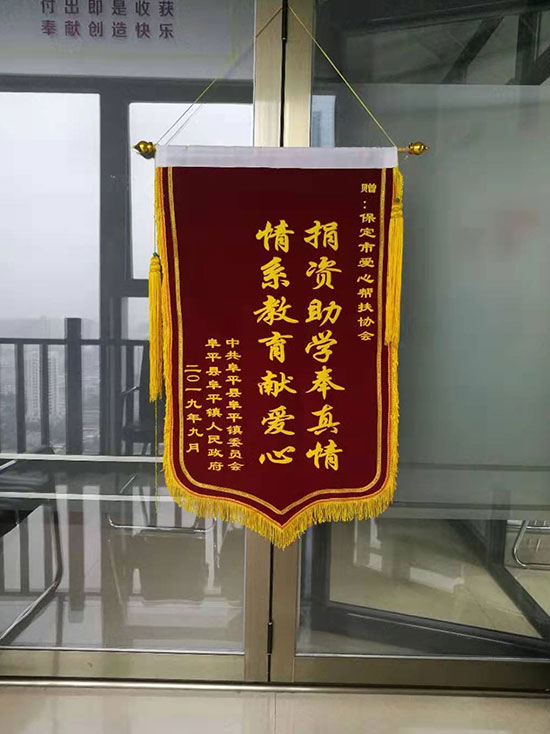 付出即是收获
奉献创造快乐
赠：保定市爱心帮扶协会
捐资助学奉真情
情系教育献爱心
中共阜平县阜平镇委员会
阜平县阜平镇人民政府
二〇一九年九月